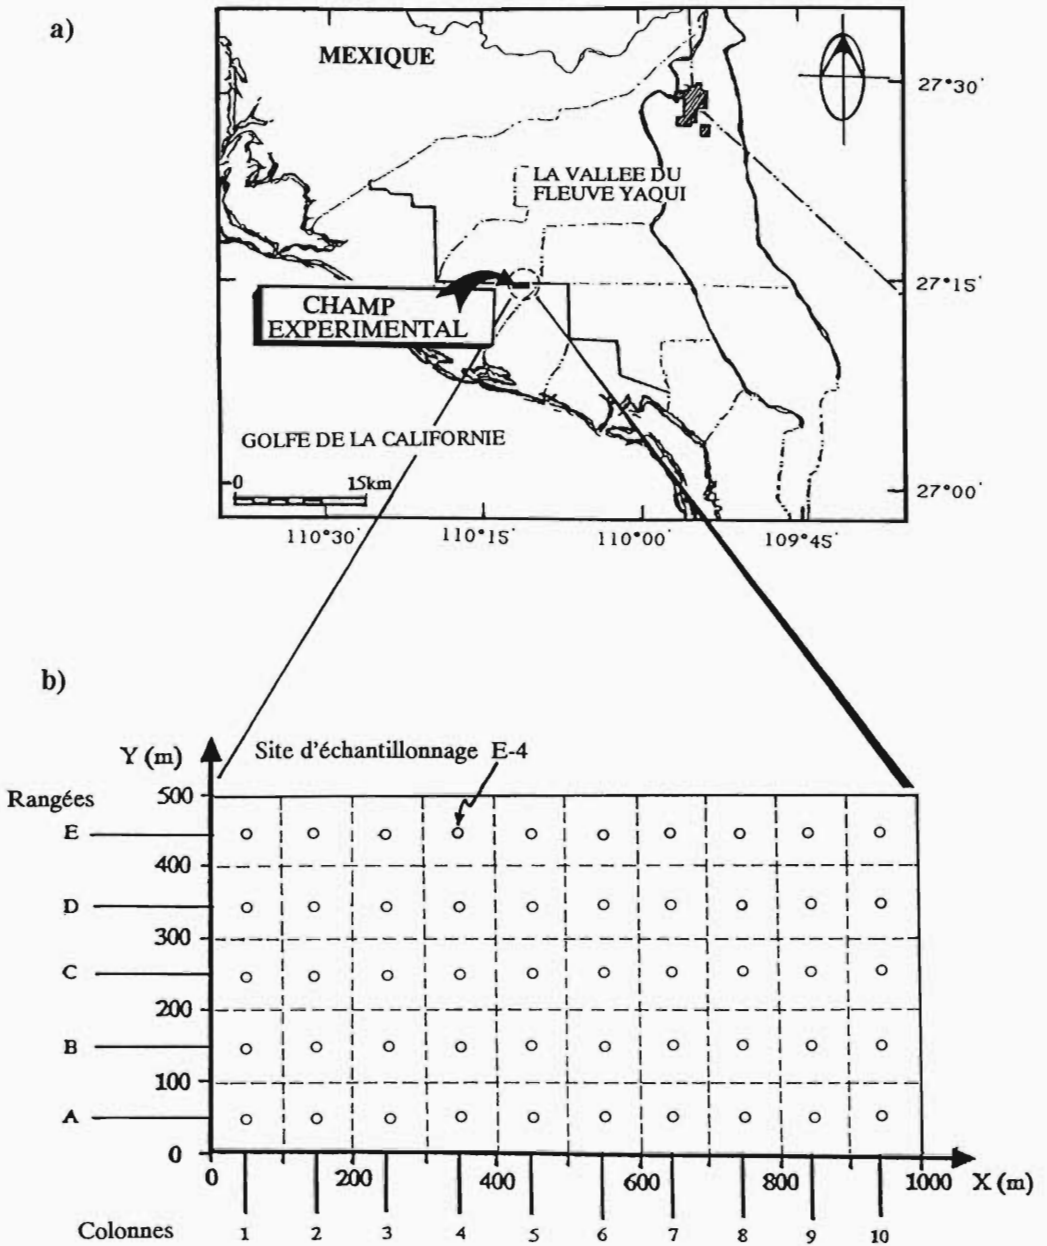 a)
MEXIQUE
27°30'
LA VALLEE DU
FLEUVE YAQUI
27°15'
CHAMP
EXPERIMENTAL
GOLFE DE LA CALIFORNIE
0 15km
27°00'
110°30' 110°15' 110°00' 109°45'
b)
Y (m) Site d'échantillonnage E-4
Rangées 500
E
400
D
300
C
200
B
100
A
0
0 200 400 600 800 1000 X (m)
Colonnes 1 2 3 4 5 6 7 8 9 10